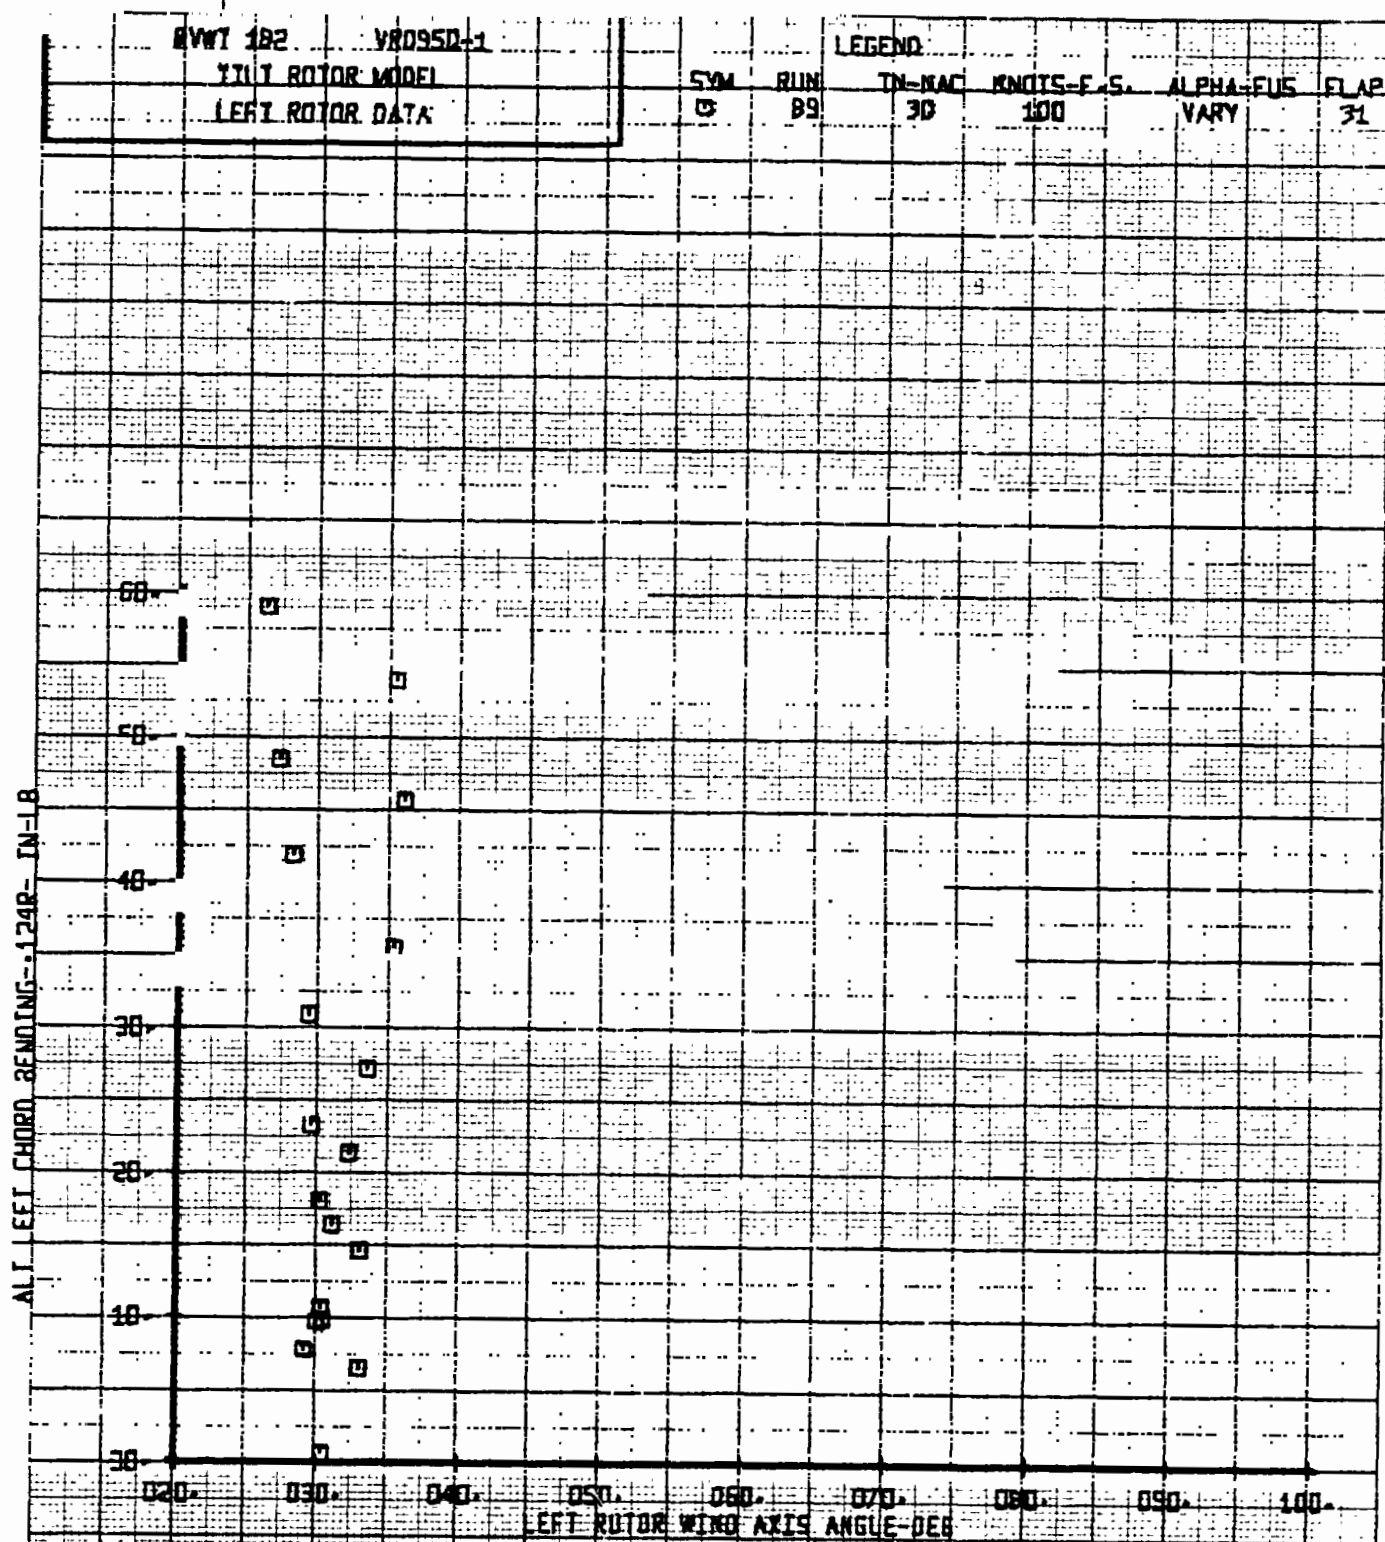 BVWT 182 VR095D-1
TILT ROTOR MODEL
LEFT ROTOR DATA
LEGEND
SYM RUN IN-NAC KNOTS-F.S. ALPHA-FUS FLAP
89 30 100 VARY 31
60.
50.
40.
30.
20.
10.
ALT LEFT CHORD BENDING-.124R- IN-LB
020. 030. 040. 050. 060. 070. 080. 090. 100.
LEFT ROTOR WIND AXIS ANGLE-DEG